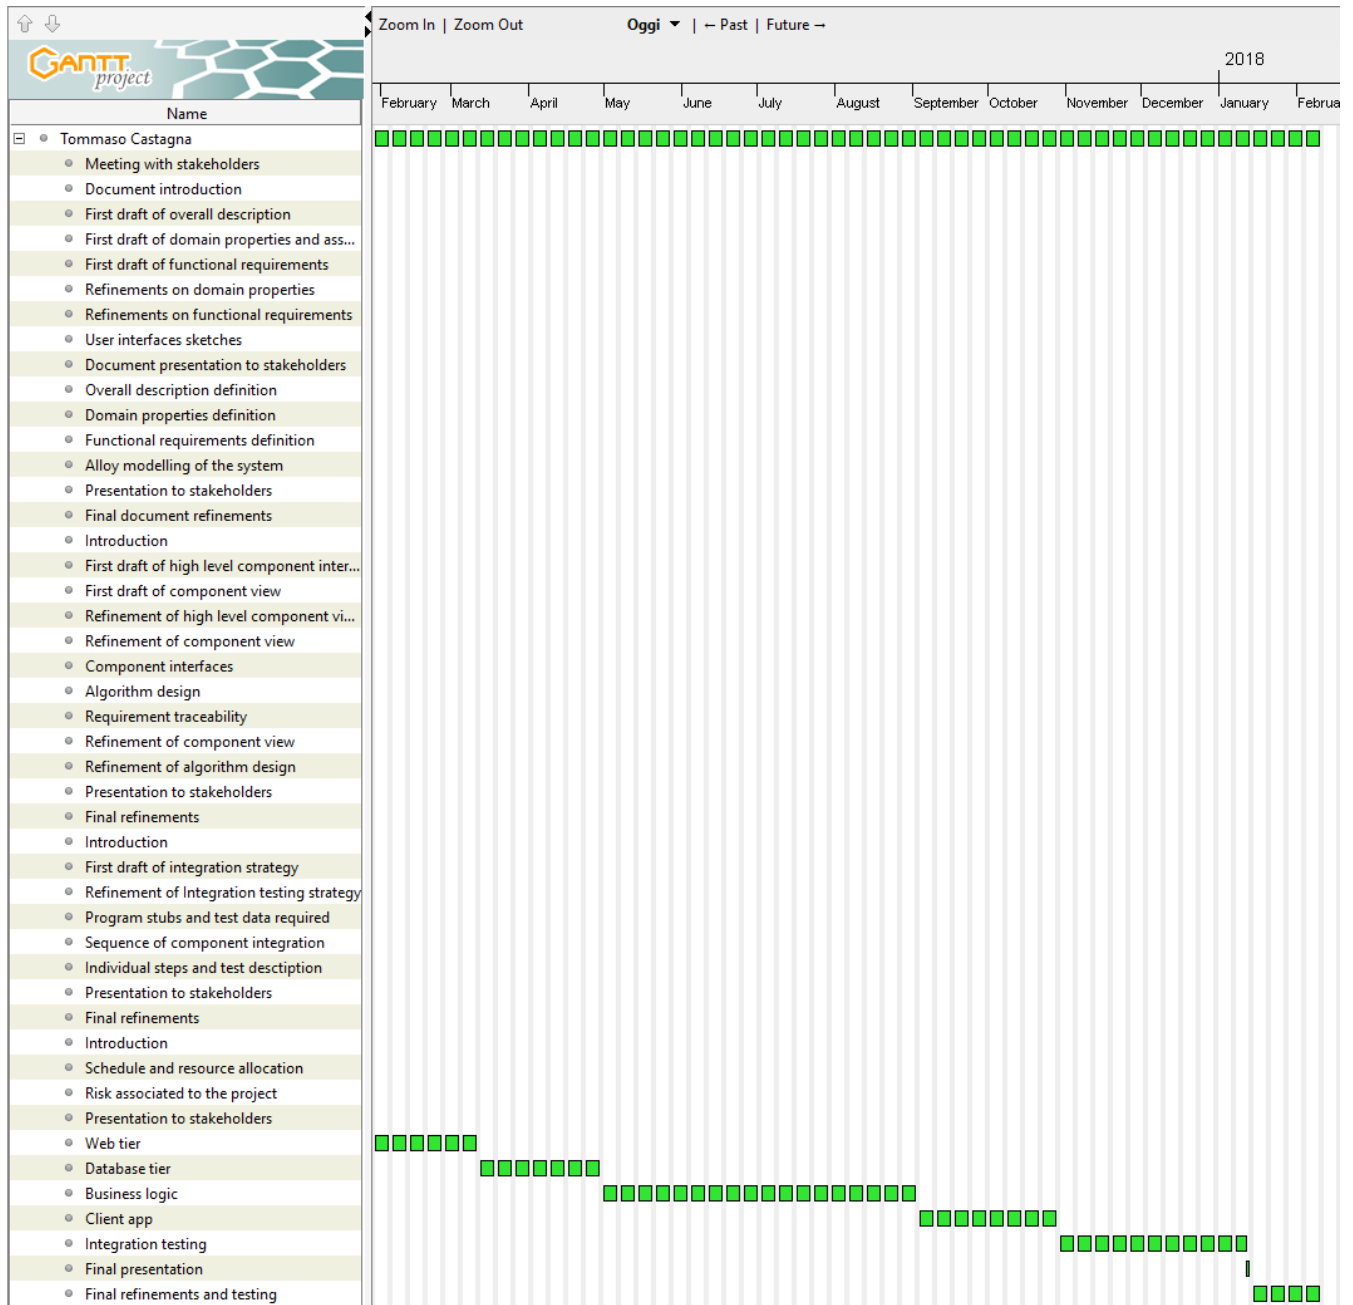 Zoom In | Zoom Out Oggi ▼ | ← Past | Future →
GANTT
project
2018
February March April May June July August September October November December January Februa
Name
Tommaso Castagna
Meeting with stakeholders
Document introduction
First draft of overall description
First draft of domain properties and ass...
First draft of functional requirements
Refinements on domain properties
Refinements on functional requirements
User interfaces sketches
Document presentation to stakeholders
Overall description definition
Domain properties definition
Functional requirements definition
Alloy modelling of the system
Presentation to stakeholders
Final document refinements
Introduction
First draft of high level component inter...
First draft of component view
Refinement of high level component vi...
Refinement of component view
Component interfaces
Algorithm design
Requirement traceability
Refinement of component view
Refinement of algorithm design
Presentation to stakeholders
Final refinements
Introduction
First draft of integration strategy
Refinement of Integration testing strategy
Program stubs and test data required
Sequence of component integration
Individual steps and test desctiption
Presentation to stakeholders
Final refinements
Introduction
Schedule and resource allocation
Risk associated to the project
Presentation to stakeholders
Web tier
Database tier
Business logic
Client app
Integration testing
Final presentation
Final refinements and testing